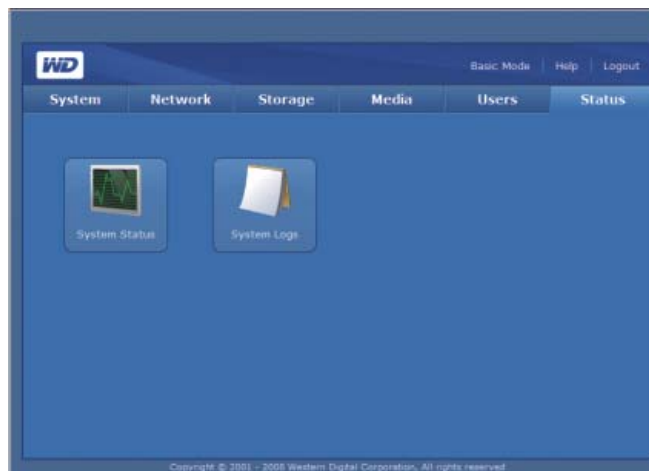 WD
Basic Mode Help Logout
System Network Storage Media Users Status
System Status System Logs
Copyright © 2001 - 2008 Western Digital Corporation. All rights reserved